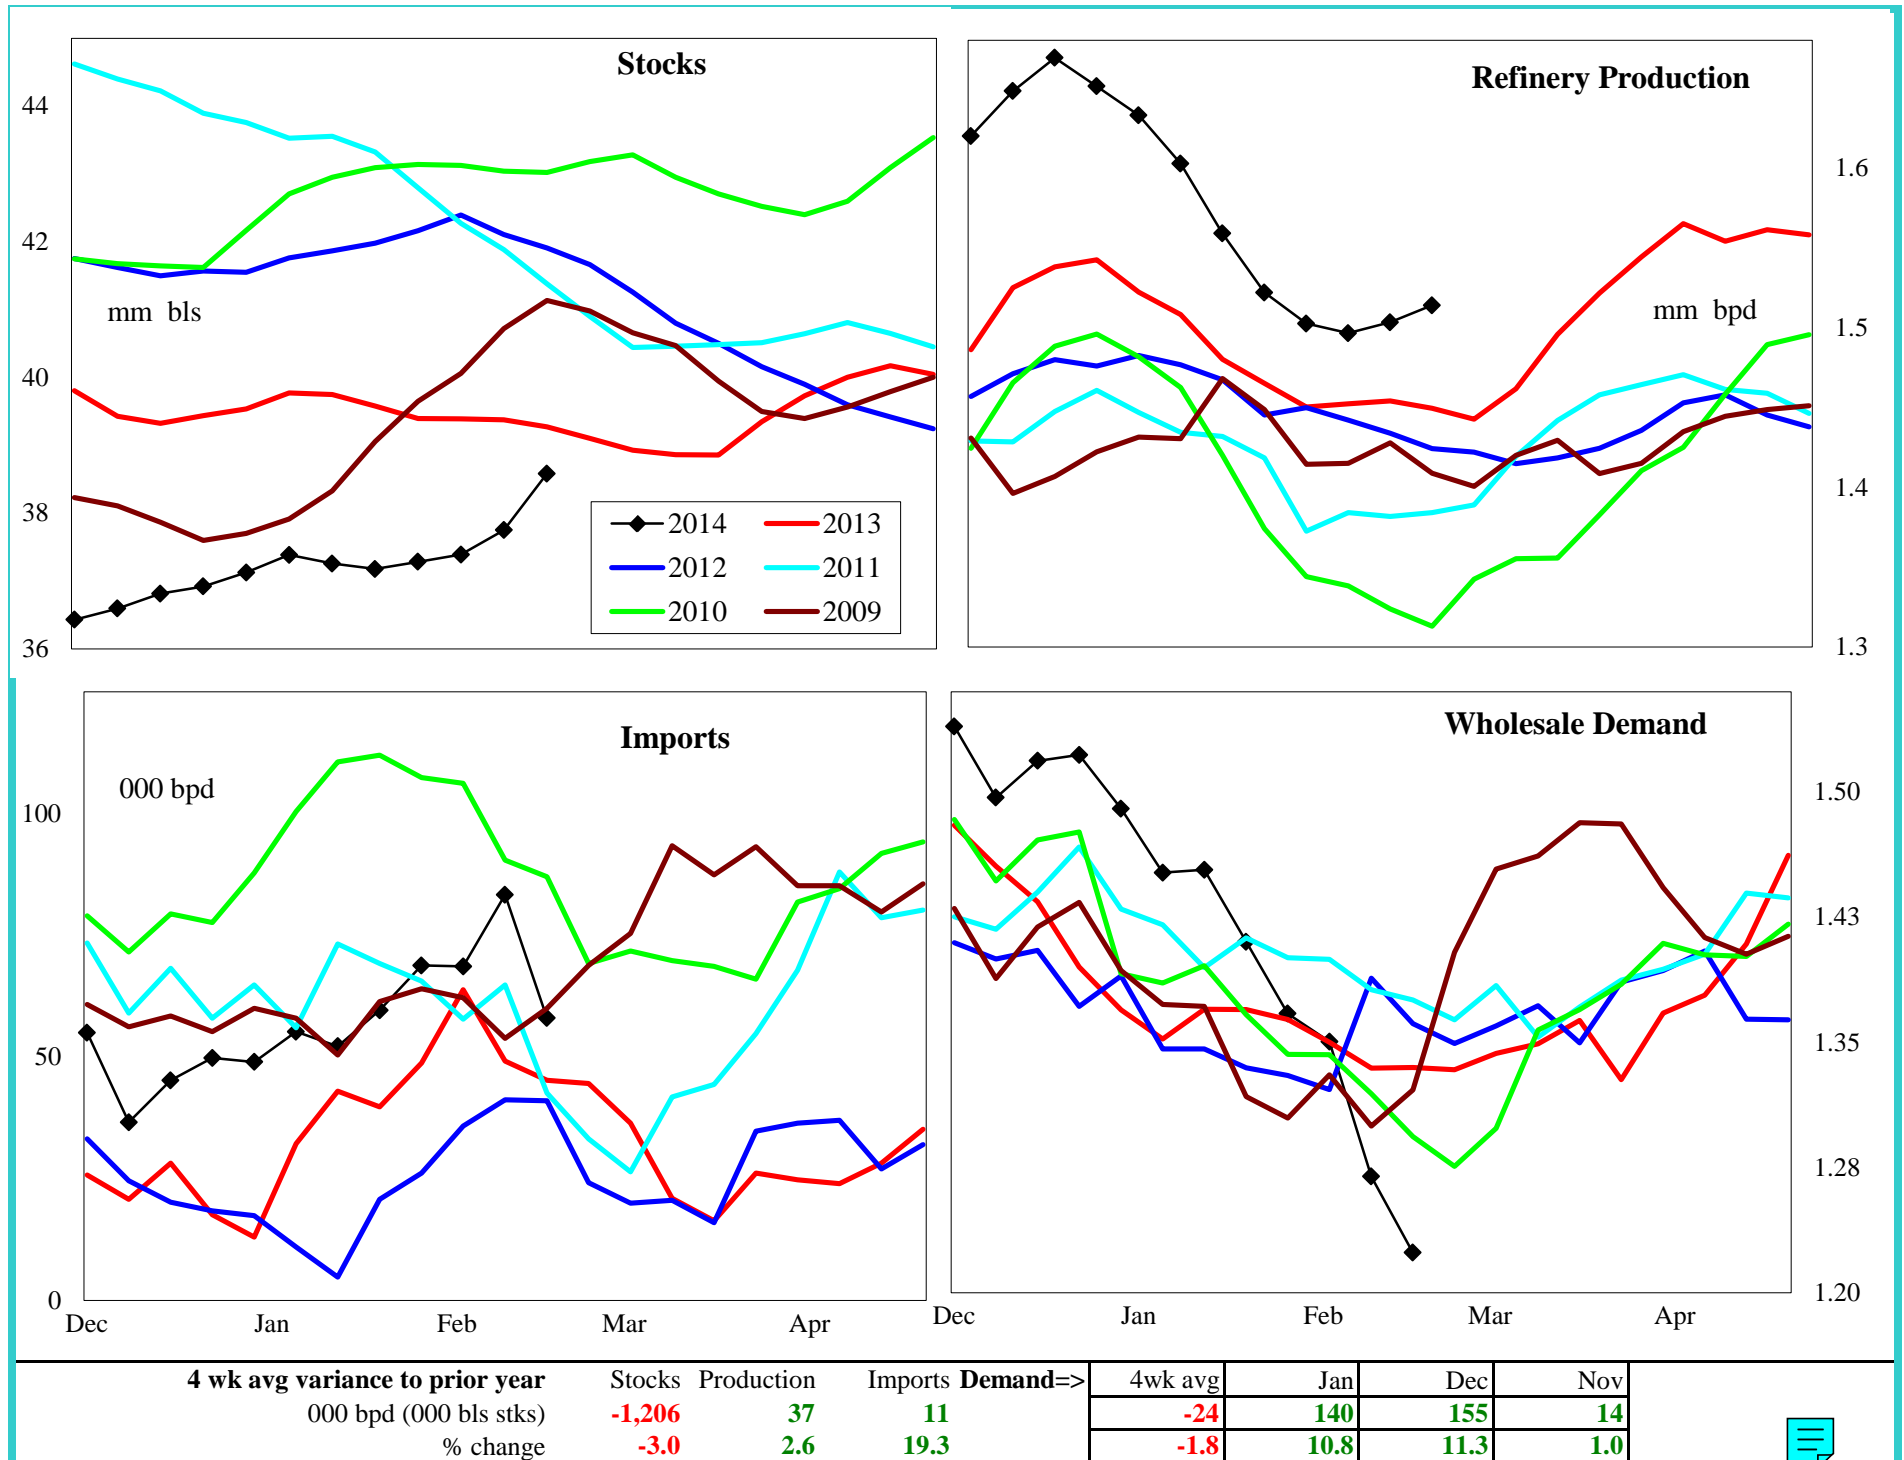 Stocks
44
42
40
38
36
mm bls
2014 2013
2012 2011
2010 2009
Refinery Production
mm bpd
1.6
1.5
1.4
1.3
Imports
000 bpd
100
50
0
Dec Jan Feb Mar Apr
Wholesale Demand
1.50
1.43
1.35
1.28
1.20
Dec Jan Feb Mar Apr
4 wk avg variance to prior year Stocks Production Imports Demand=> 4wk avg Jan Dec Nov
000 bpd (000 bls stks) -1,206 37 11 -24 140 155 14
% change -3.0 2.6 19.3 -1.8 10.8 11.3 1.0